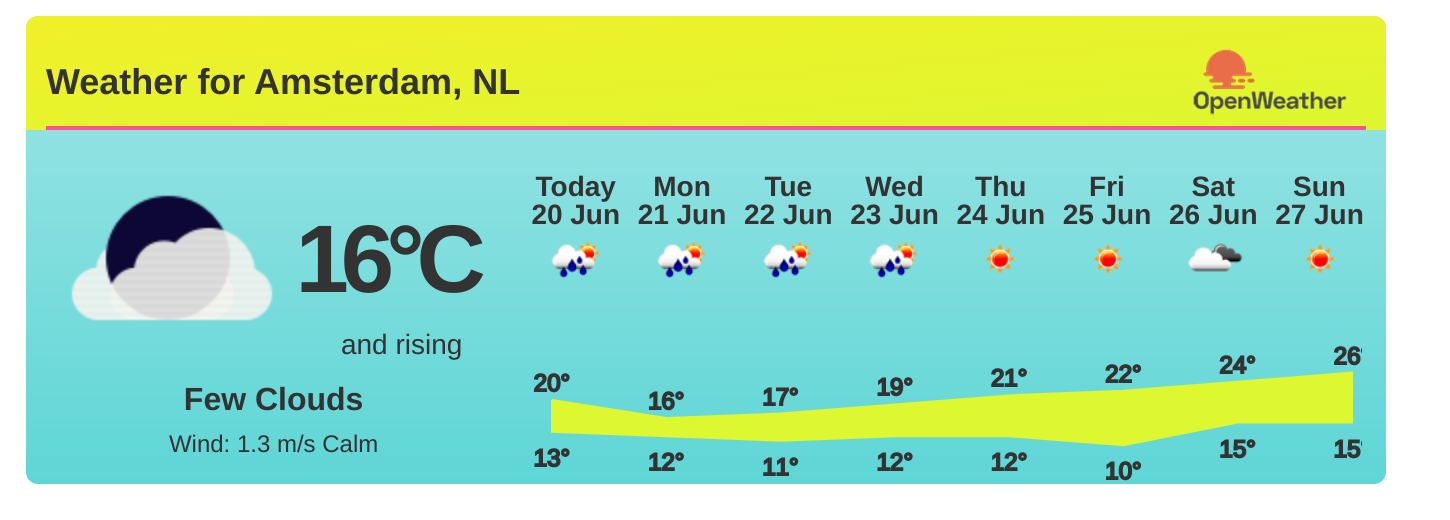 Weather for Amsterdam, NL
OpenWeather
16°C
and rising
Few Clouds
Wind: 1.3 m/s Calm
Today Mon Tue Wed Thu Fri Sat Sun
20 Jun 21 Jun 22 Jun 23 Jun 24 Jun 25 Jun 26 Jun 27 Jun
20° 16° 17° 19° 21° 22° 24° 26°
13° 12° 11° 12° 12° 10° 15° 15